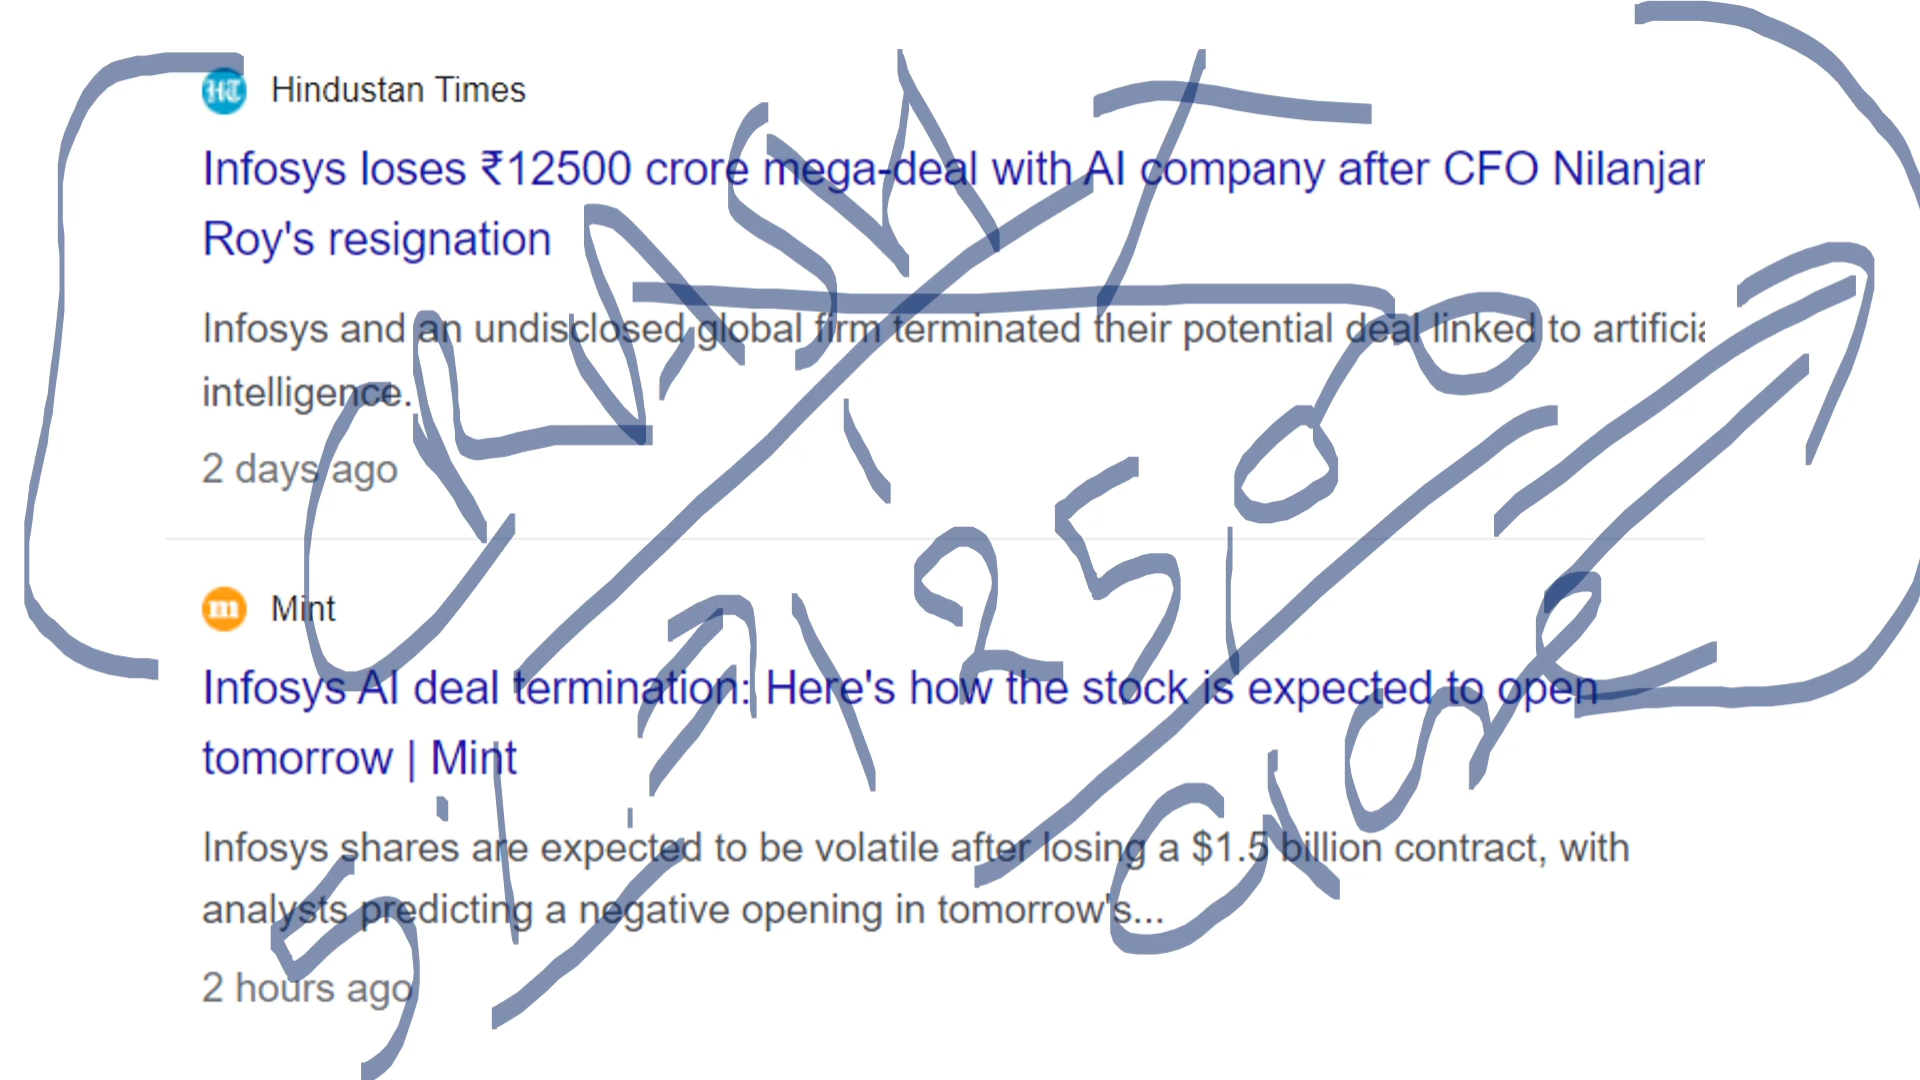 Hindustan Times
Infosys loses ₹12500 crore mega-deal with AI company after CFO Nilanjan
Roy's resignation
Infosys and an undisclosed global firm terminated their potential deal linked to artificia
intelligence.
2 days ago
m Mint
Infosys AI deal termination: Here's how the stock is expected to open
tomorrow | Mint
Infosys shares are expected to be volatile after losing a $1.5 billion contract, with
analysts predicting a negative opening in tomorrow's...
2 hours ago
CRASH
12500
crore